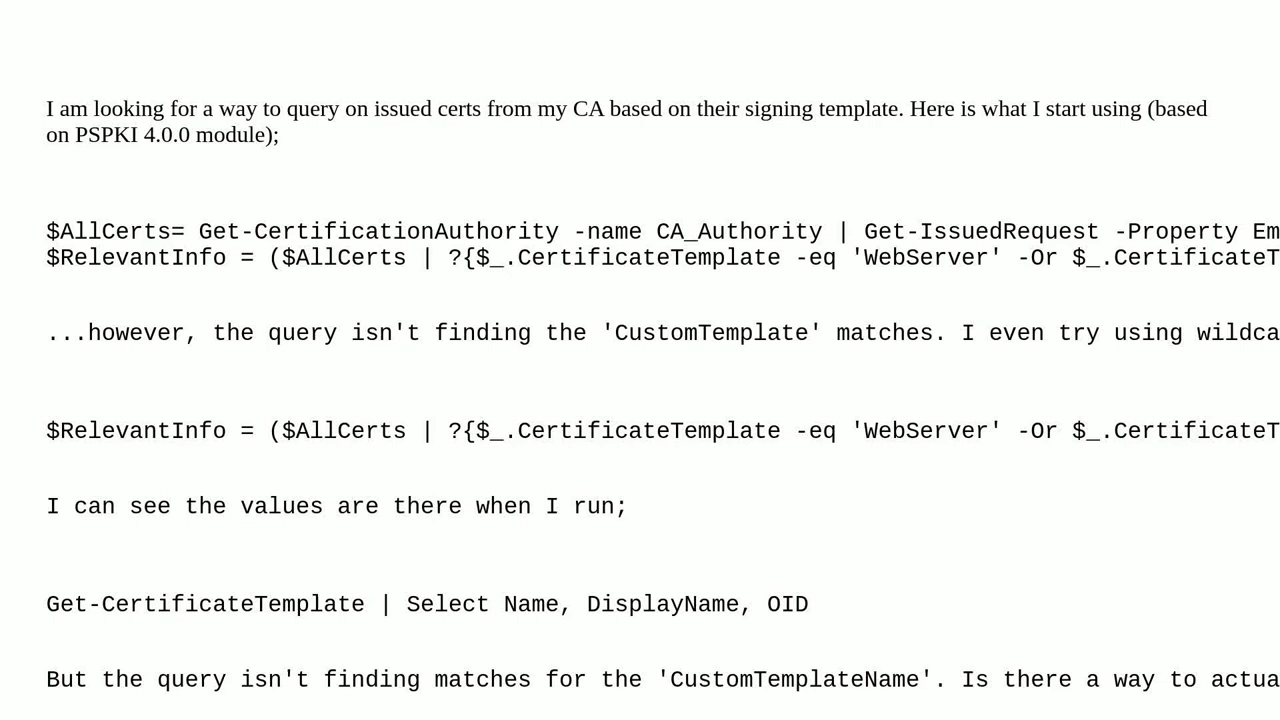 I am looking for a way to query on issued certs from my CA based on their signing template. Here is what I start using (based
on PSPKI 4.0.0 module);
$AllCerts= Get-CertificationAuthority -name CA_Authority | Get-IssuedRequest -Property Em
$RelevantInfo = ($AllCerts | ?{$_.CertificateTemplate -eq 'WebServer' -Or $_.CertificateT
...however, the query isn't finding the 'CustomTemplate' matches. I even try using wildca
$RelevantInfo = ($AllCerts | ?{$_.CertificateTemplate -eq 'WebServer' -Or $_.CertificateT
I can see the values are there when I run;
Get-CertificateTemplate | Select Name, DisplayName, OID
But the query isn't finding matches for the 'CustomTemplateName'. Is there a way to actua